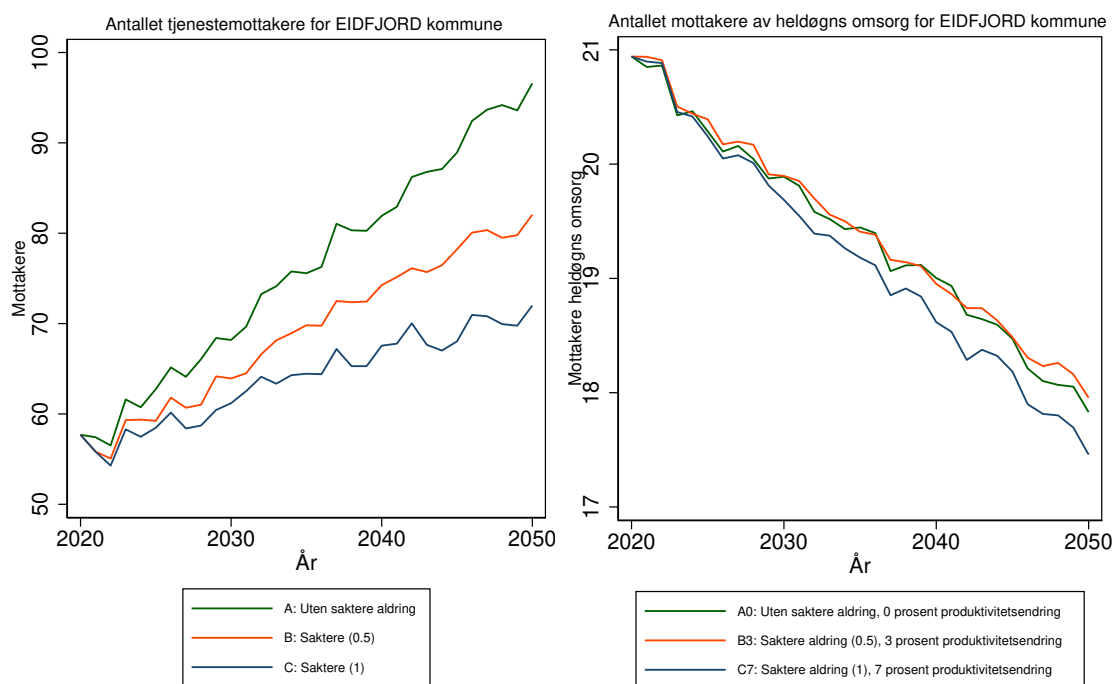 Antallet tjenestemottakere for EIDFJORD kommune
Mottakere
100
90
80
70
60
50
2020
2030
2040
2050
År
A: Uten saktere aldring
B: Saktere (0.5)
C: Saktere (1)
Antallet mottakere av heldøgns omsorg for EIDFJORD kommune
Mottakere heldøgns omsorg
21
20
19
18
17
2020
2030
2040
2050
År
A0: Uten saktere aldring, 0 prosent produktivitetsendring
B3: Saktere aldring (0.5), 3 prosent produktivitetsendring
C7: Saktere aldring (1), 7 prosent produktivitetsendring